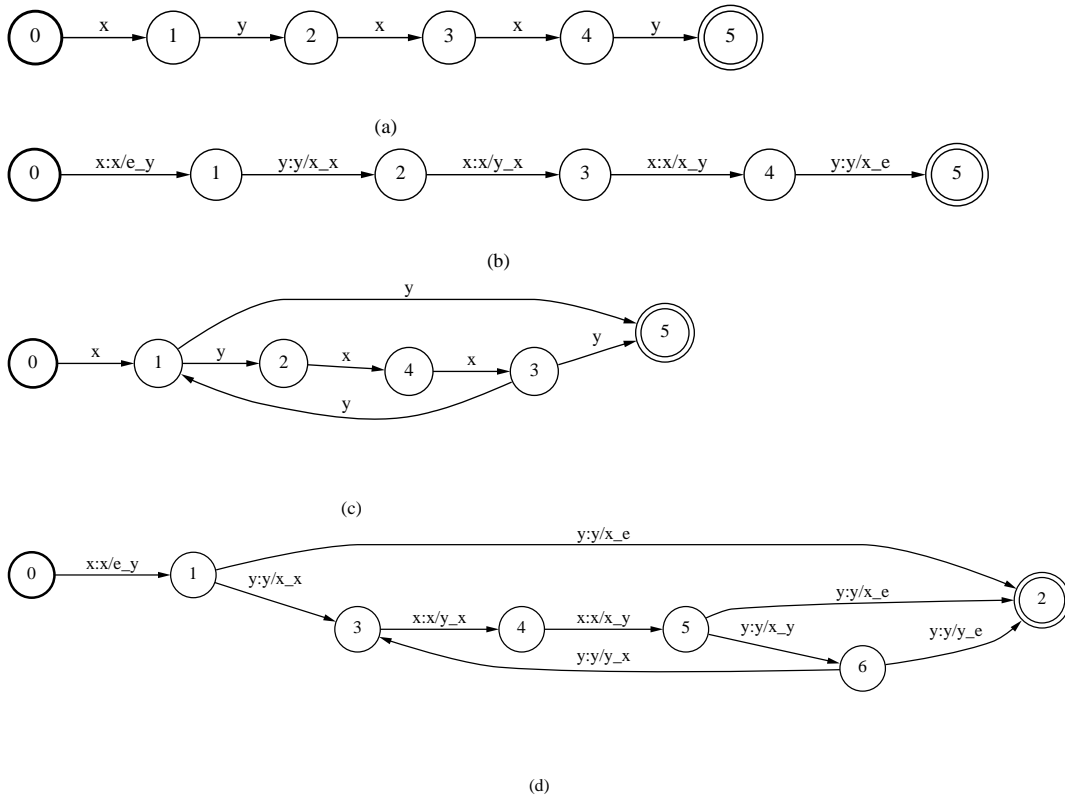 x y x x y
0 1 2 3 4 5
(a)
x:x/e_y y:y/x_x x:x/y_x x:x/x_y y:y/x_e
0 1 2 3 4 5
(b)
y
5
x y x x y
0 1 2 4 3
y
(c)
y:y/x_e
x:x/e_y
0 1
y:y/x_x
y:y/x_e
2
x:x/y_x x:x/x_y y:y/x_y y:y/y_e
3 4 5
y:y/y_x
6
(d)